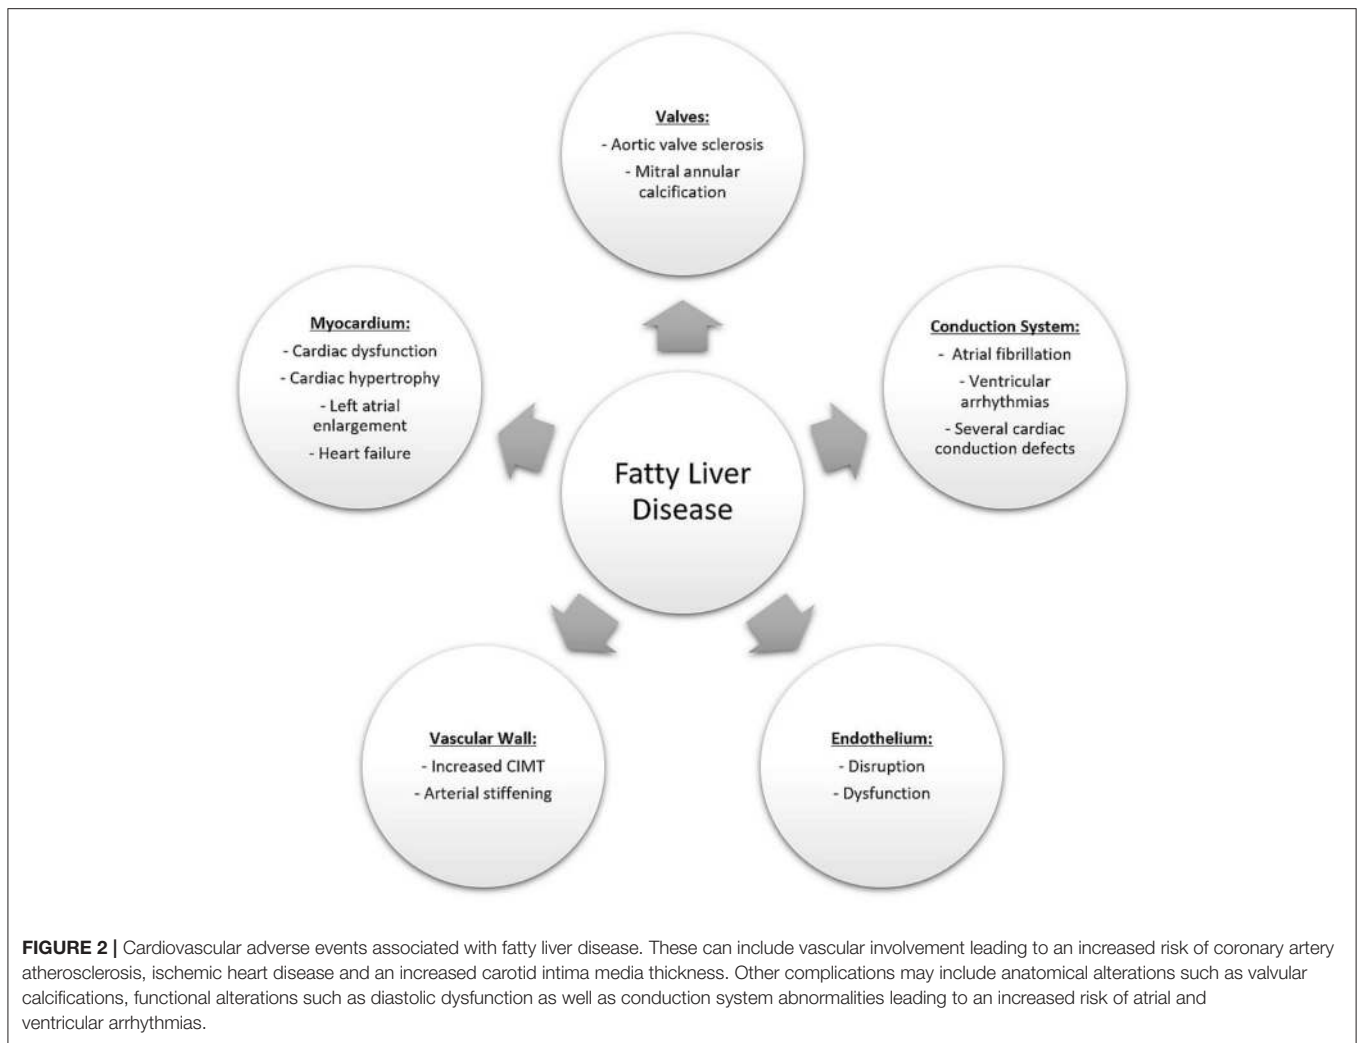 Valves:
- Aortic valve sclerosis
- Mitral annular
calcification
Myocardium:
- Cardiac dysfunction
- Cardiac hypertrophy
- Left atrial
enlargement
- Heart failure
Conduction System:
- Atrial fibrillation
- Ventricular
arrhythmias
- Several cardiac
conduction defects
Fatty Liver
Disease
Vascular Wall:
- Increased CIMT
- Arterial stiffening
Endothelium:
- Disruption
- Dysfunction
FIGURE 2 | Cardiovascular adverse events associated with fatty liver disease. These can include vascular involvement leading to an increased risk of coronary artery
atherosclerosis, ischemic heart disease and an increased carotid intima media thickness. Other complications may include anatomical alterations such as valvular
calcifications, functional alterations such as diastolic dysfunction as well as conduction system abnormalities leading to an increased risk of atrial and
ventricular arrhythmias.